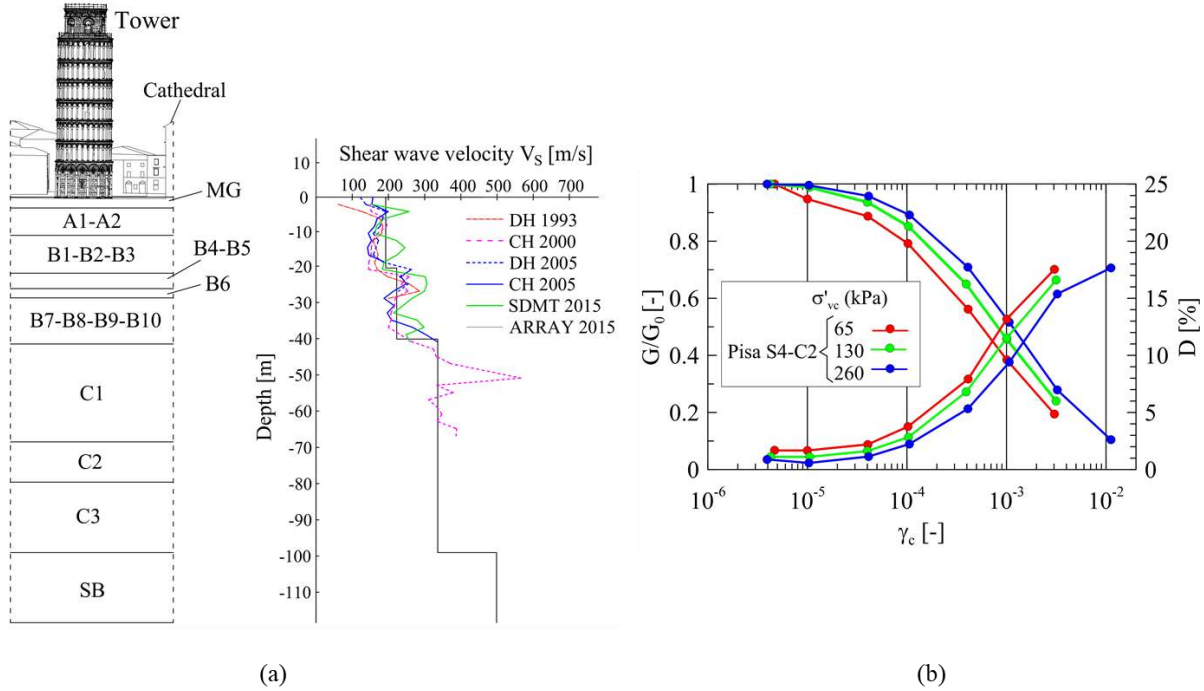 Tower
Cathedral
MG
A1-A2
B1-B2-B3
B4-B5
B6
B7-B8-B9-B10
C1
C2
C3
SB
Shear wave velocity V_S [m/s]
100 200 300 400 500 600 700
10
0
-10
-20
-30
-40
-50
-60
-70
-80
-90
-100
-110
Depth [m]
DH 1993
CH 2000
DH 2005
CH 2005
SDMT 2015
ARRAY 2015
(a)
1
0.8
0.6
0.4
0.2
0
G/G₀ [-]
σ'vc (kPa)
65
Pisa S4-C2 130
260
25
20
15
10
5
0
D [%]
10⁻⁶ 10⁻⁵ 10⁻⁴ 10⁻³ 10⁻²
γc [-]
(b)